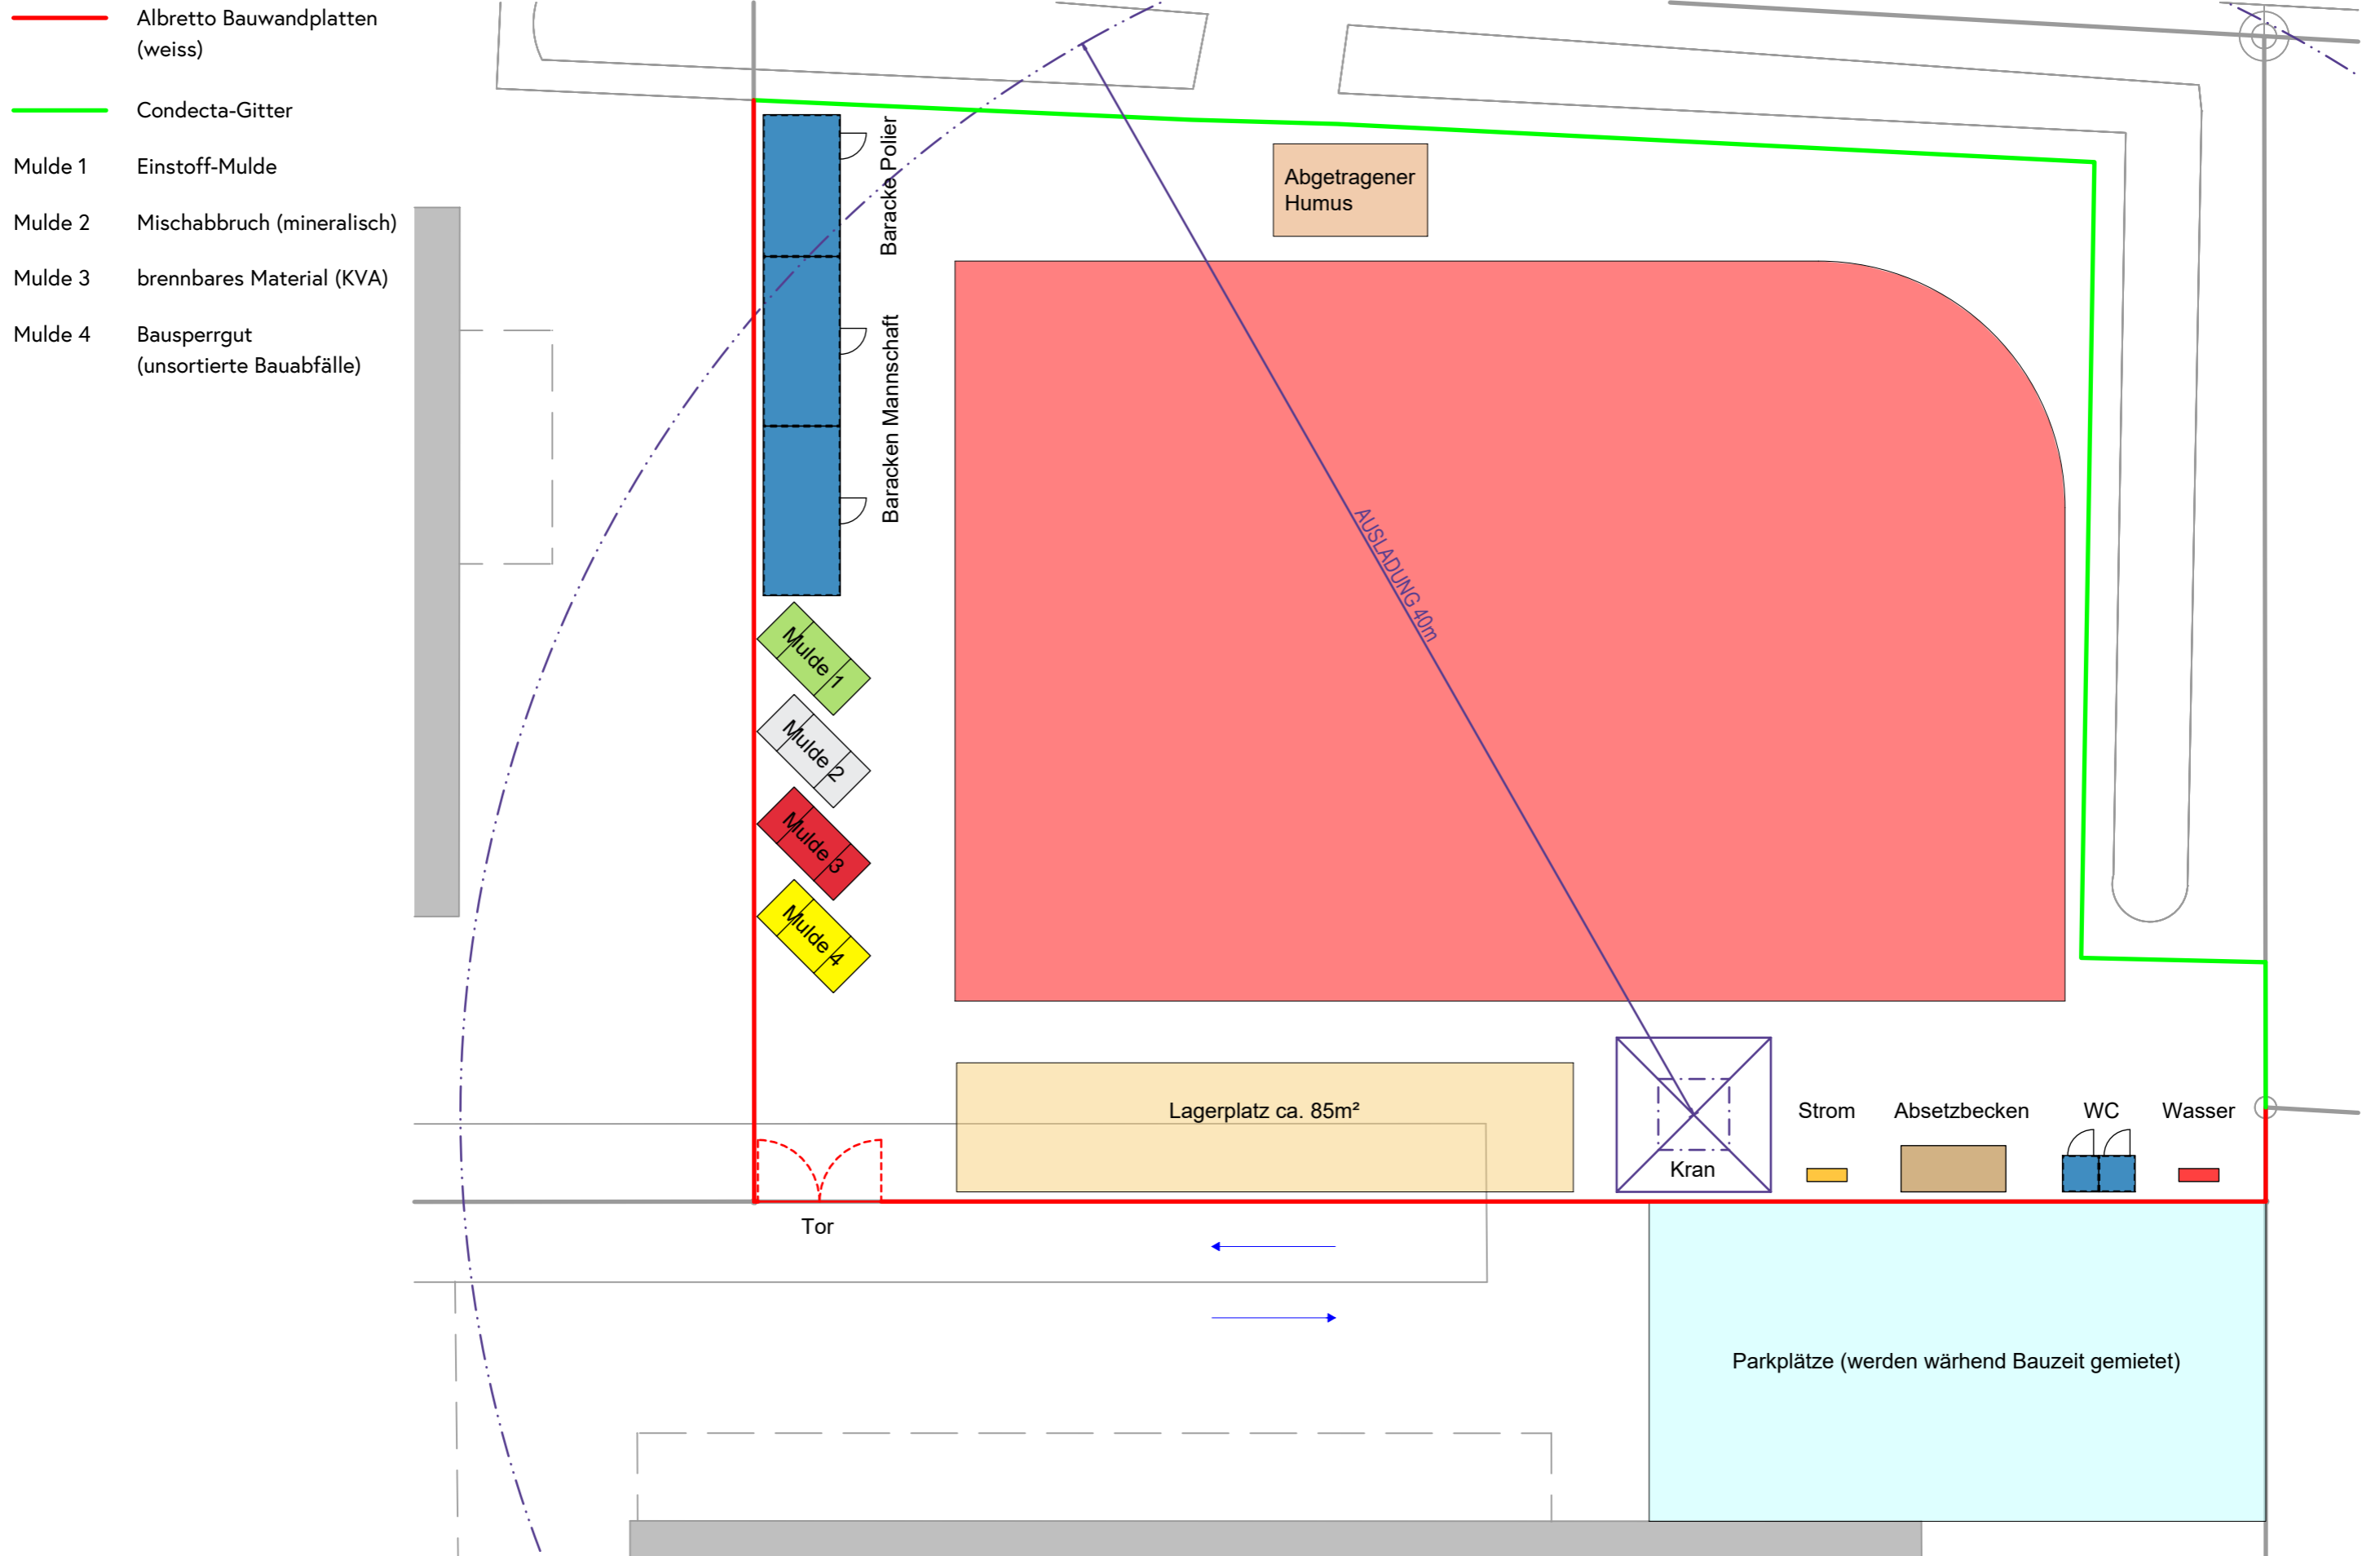 Albretto Bauwandplatten
(weiss)
Condecta-Gitter
Mulde 1 Einstoff-Mulde
Mulde 2 Mischabbruch (mineralisch)
Mulde 3 brennbares Material (KVA)
Mulde 4 Bausperrgut
(unsortierte Bauabfälle)
Baracke Polier
Abgetragener
Humus
Baracken Mannschaft
AUSLADUNG 40m
Mulde 1
Mulde 2
Mulde 3
Mulde 4
Lagerplatz ca. 85m²
Strom
Absetzbecken
WC
Wasser
Kran
Tor
Parkplätze (werden wärhend Bauzeit gemietet)